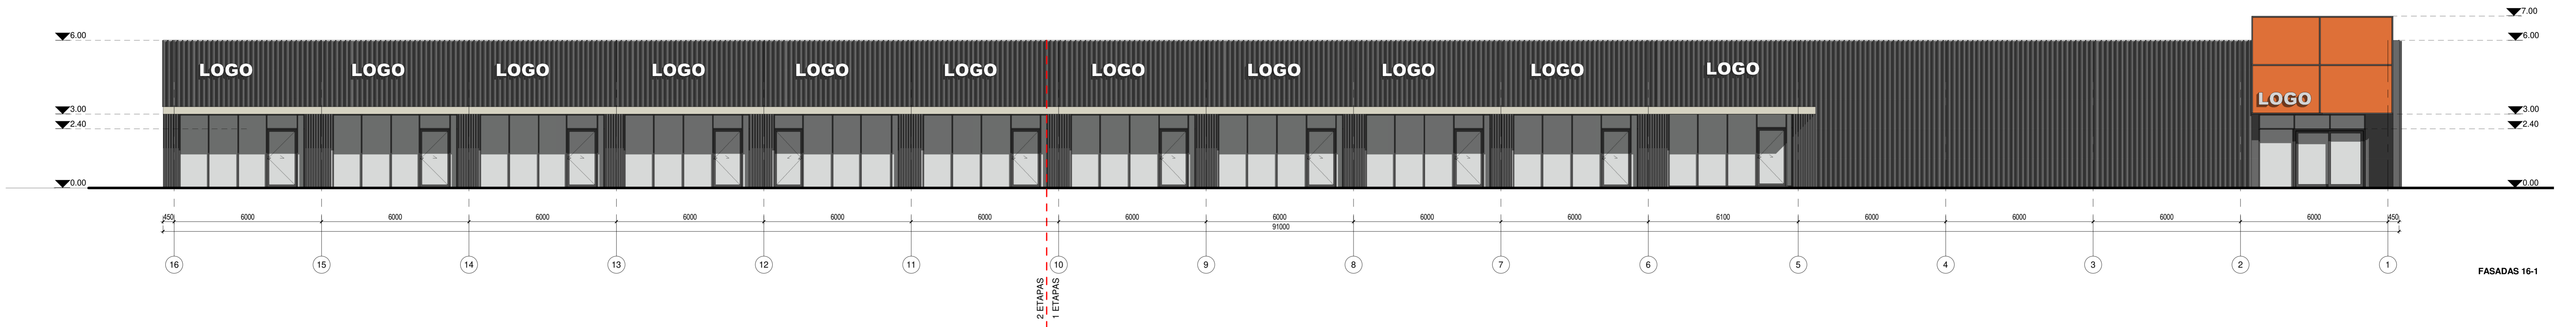 7.00
6.00 6.00
LOGO LOGO LOGO LOGO LOGO LOGO LOGO LOGO LOGO LOGO LOGO
LOGO
3.00 3.00
2.40 2.40
0.00 0.00
450 6000 6000 6000 6000 6000 6000 6000 6000 6000 6000 6100 6000 6000 6000 6000 450
91000
16 15 14 13 12 11 10 9 8 7 6 5 4 3 2 1
FASADAS 16-1
2 ETAPAS
1 ETAPAS